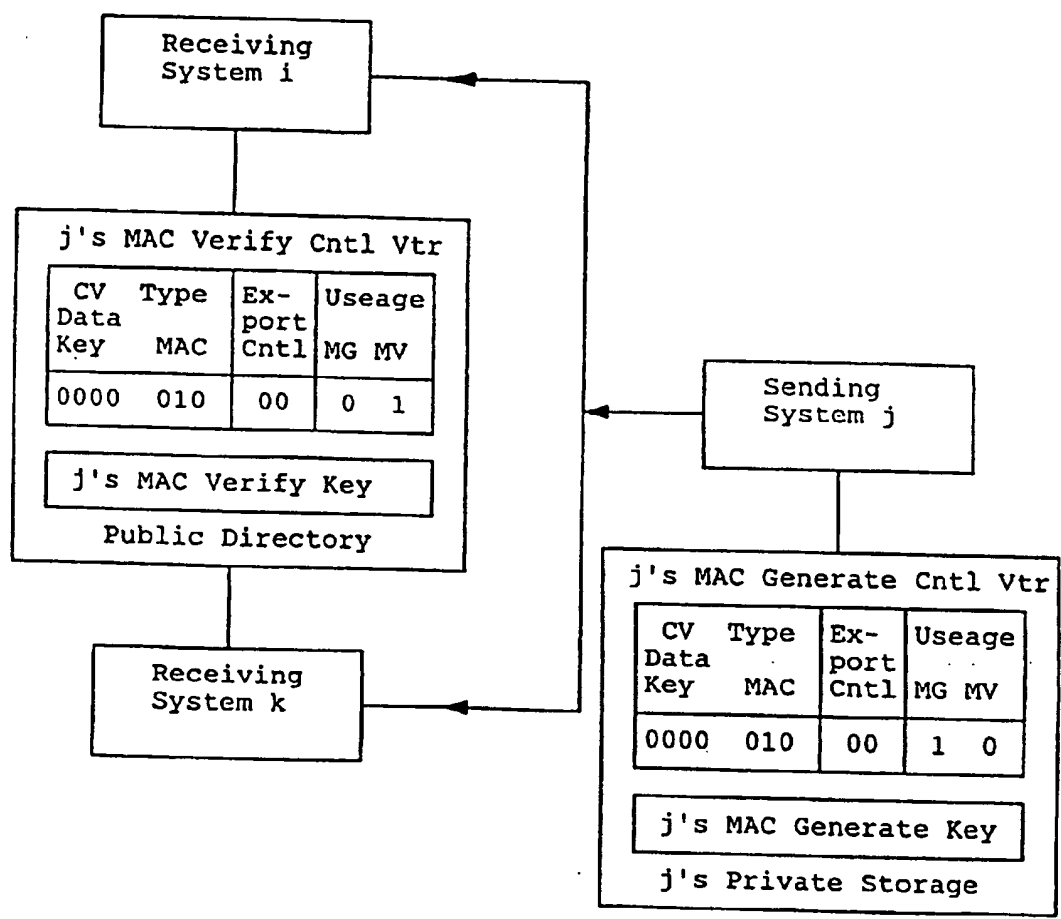 Receiving
System i
j's MAC Verify Cntl Vtr
CV Type Ex- Useage
Data port
Key MAC Cntl MG MV
0000 010 00 0 1
j's MAC Verify Key
Public Directory
Receiving
System k
Sending
System j
j's MAC Generate Cntl Vtr
CV Type Ex- Useage
Data port
Key MAC Cntl MG MV
0000 010 00 1 0
j's MAC Generate Key
j's Private Storage